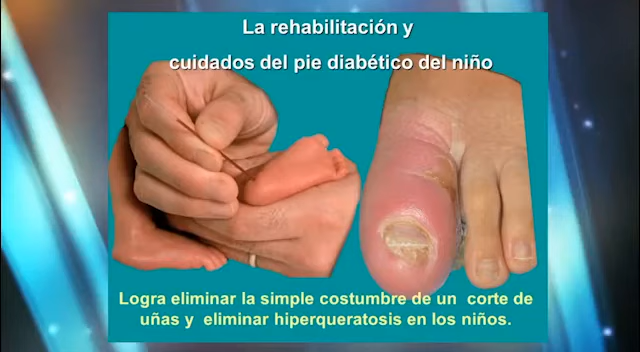 La rehabilitación y
cuidados del pie diabético del niño
Logra eliminar la simple costumbre de un corte de
uñas y eliminar hiperqueratosis en los niños.